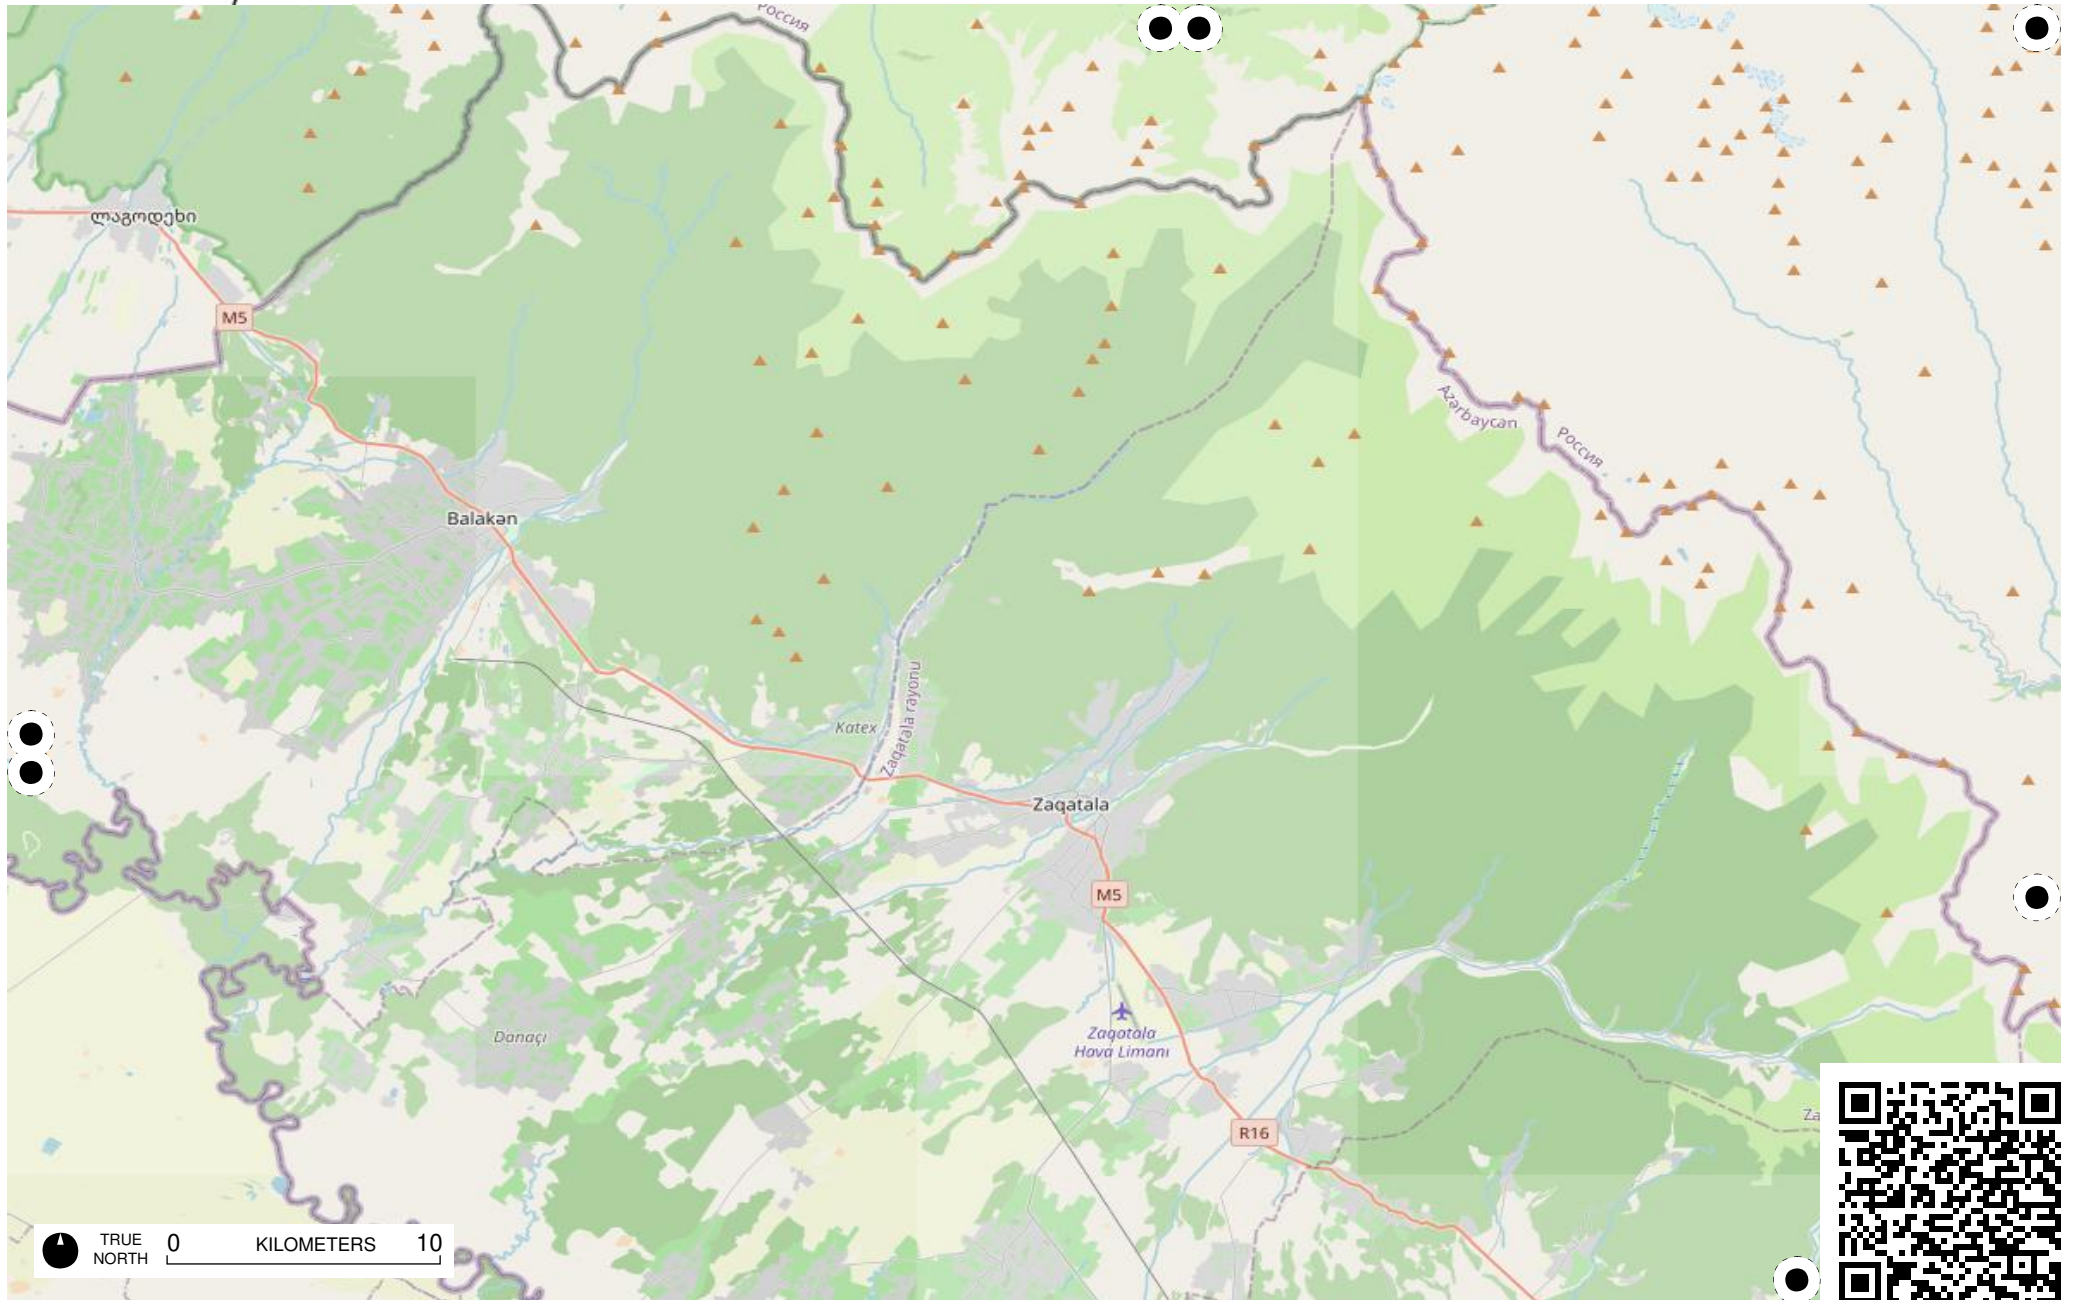 Россия
ლაგოდეხი
M5
Azərbaycan
Россия
Balakən
Katex
Zaqatala rayonu
Zaqatala
M5
Danaçı
Zaqatala
Hava Limanı
R16
Za
TRUE
NORTH
0 KILOMETERS 10